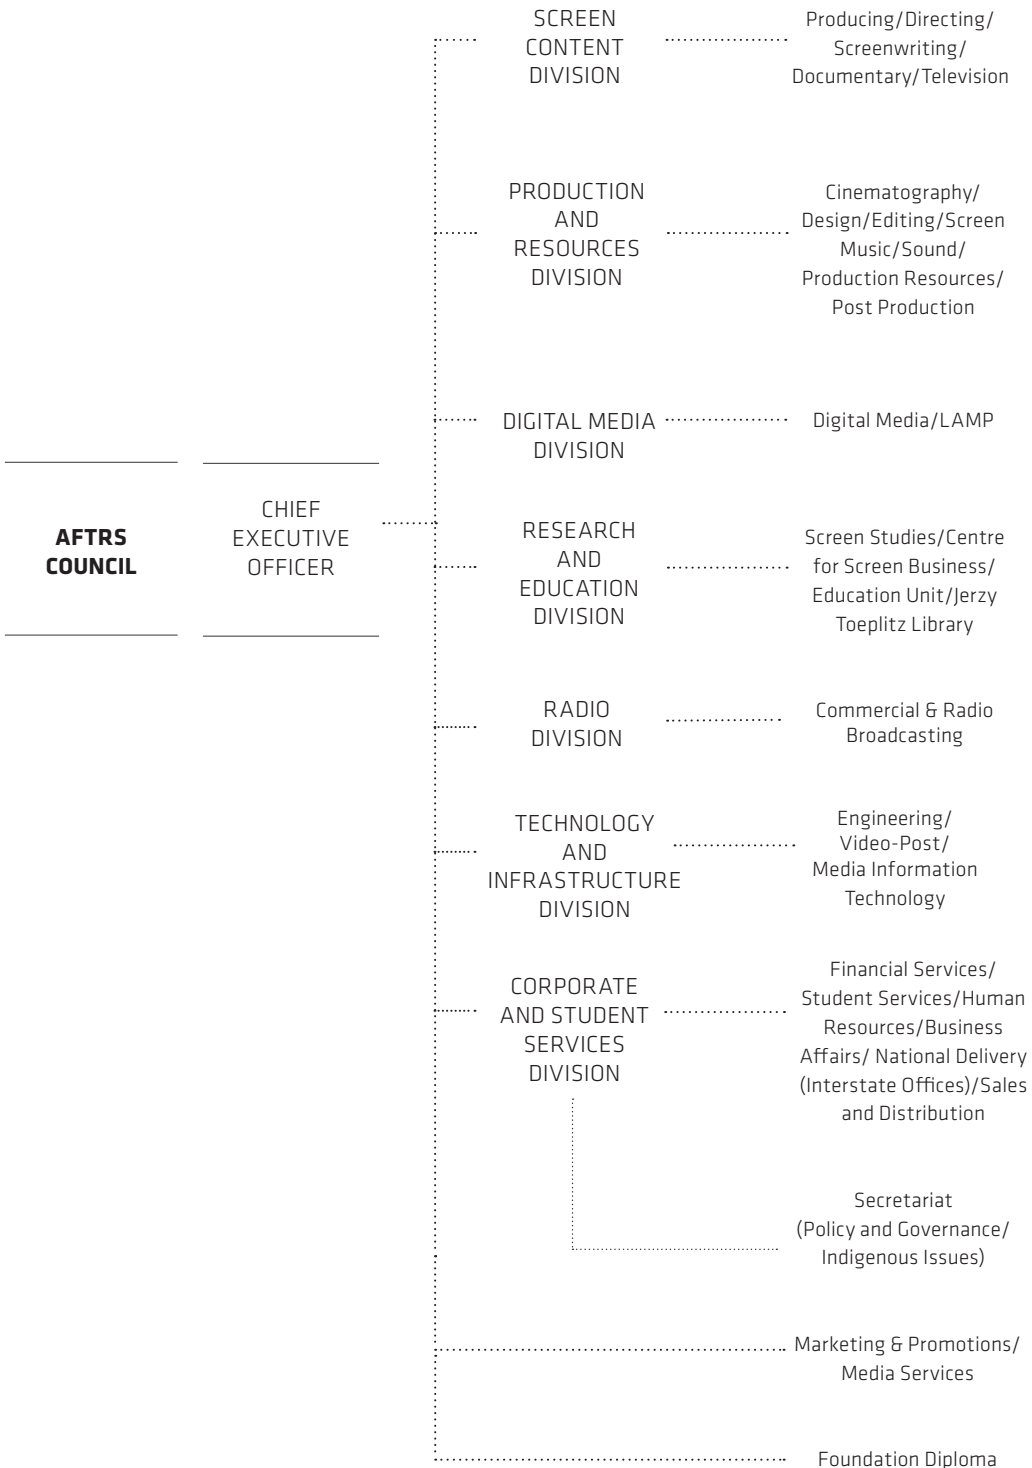 AFTRS
COUNCIL
CHIEF
EXECUTIVE
OFFICER
SCREEN
CONTENT
DIVISION
Producing/Directing/
Screenwriting/
Documentary/Television
PRODUCTION
AND
RESOURCES
DIVISION
Cinematography/
Design/Editing/Screen
Music/Sound/
Production Resources/
Post Production
DIGITAL MEDIA
DIVISION
Digital Media/LAMP
RESEARCH
AND
EDUCATION
DIVISION
Screen Studies/Centre
for Screen Business/
Education Unit/Jerzy
Toeplitz Library
RADIO
DIVISION
Commercial & Radio
Broadcasting
TECHNOLOGY
AND
INFRASTRUCTURE
DIVISION
Engineering/
Video-Post/
Media Information
Technology
CORPORATE
AND STUDENT
SERVICES
DIVISION
Financial Services/
Student Services/Human
Resources/Business
Affairs/ National Delivery
(Interstate Offices)/Sales
and Distribution
Secretariat
(Policy and Governance/
Indigenous Issues)
Marketing & Promotions/
Media Services
Foundation Diploma